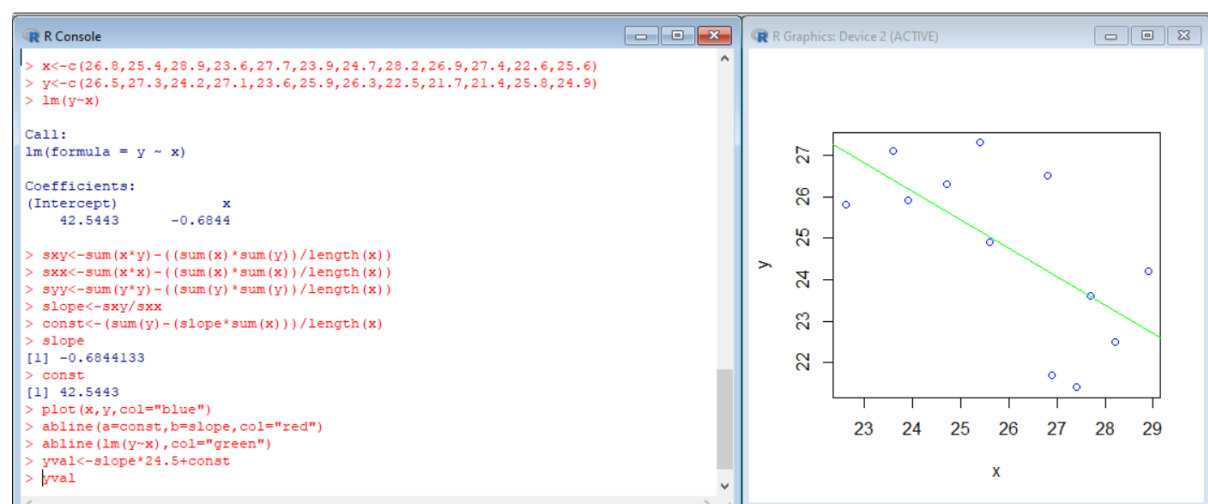 R Console
> x<-c(26.8,25.4,28.9,23.6,27.7,23.9,24.7,28.2,26.9,27.4,22.6,25.6)
> y<-c(26.5,27.3,24.2,27.1,23.6,25.9,26.3,22.5,21.7,21.4,25.8,24.9)
> lm(y~x)
Call:
lm(formula = y ~ x)
Coefficients:
(Intercept) x
42.5443 -0.6844
> sxy<-sum(x*y)-((sum(x)*sum(y))/length(x))
> sxx<-sum(x*x)-((sum(x)*sum(x))/length(x))
> syy<-sum(y*y)-((sum(y)*sum(y))/length(x))
> slope<-sxy/sxx
> const<-(sum(y)-(slope*sum(x)))/length(x)
> slope
[1] -0.6844133
> const
[1] 42.5443
> plot(x,y,col="blue")
> abline(a=const,b=slope,col="red")
> abline(lm(y~x),col="green")
> yval<-slope*24.5+const
> yval
R Graphics: Device 2 (ACTIVE)
y
27
26
25
24
23
22
23 24 25 26 27 28 29
x